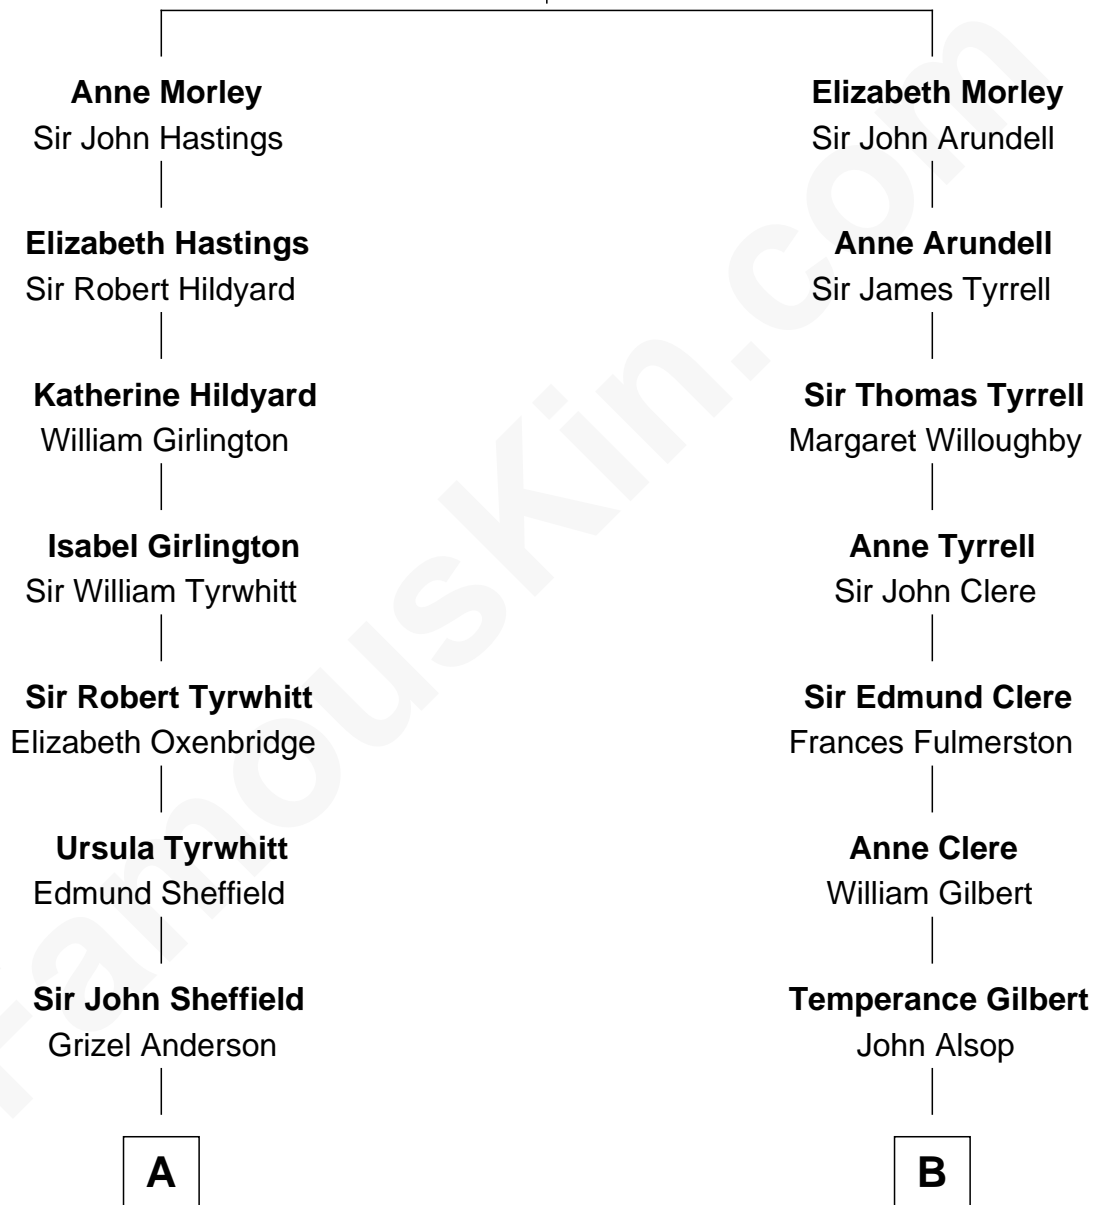 Anne Morley
Sir John Hastings
Elizabeth Morley
Sir John Arundell
Elizabeth Hastings
Sir Robert Hildyard
Anne Arundell
Sir James Tyrrell
Katherine Hildyard
William Girlington
Sir Thomas Tyrrell
Margaret Willoughby
Isabel Girlington
Sir William Tyrwhitt
Anne Tyrrell
Sir John Clere
Sir Robert Tyrwhitt
Elizabeth Oxenbridge
Sir Edmund Clere
Frances Fulmerston
Ursula Tyrwhitt
Edmund Sheffield
Anne Clere
William Gilbert
Sir John Sheffield
Grizel Anderson
Temperance Gilbert
John Alsop
A
B
FamousKin.com